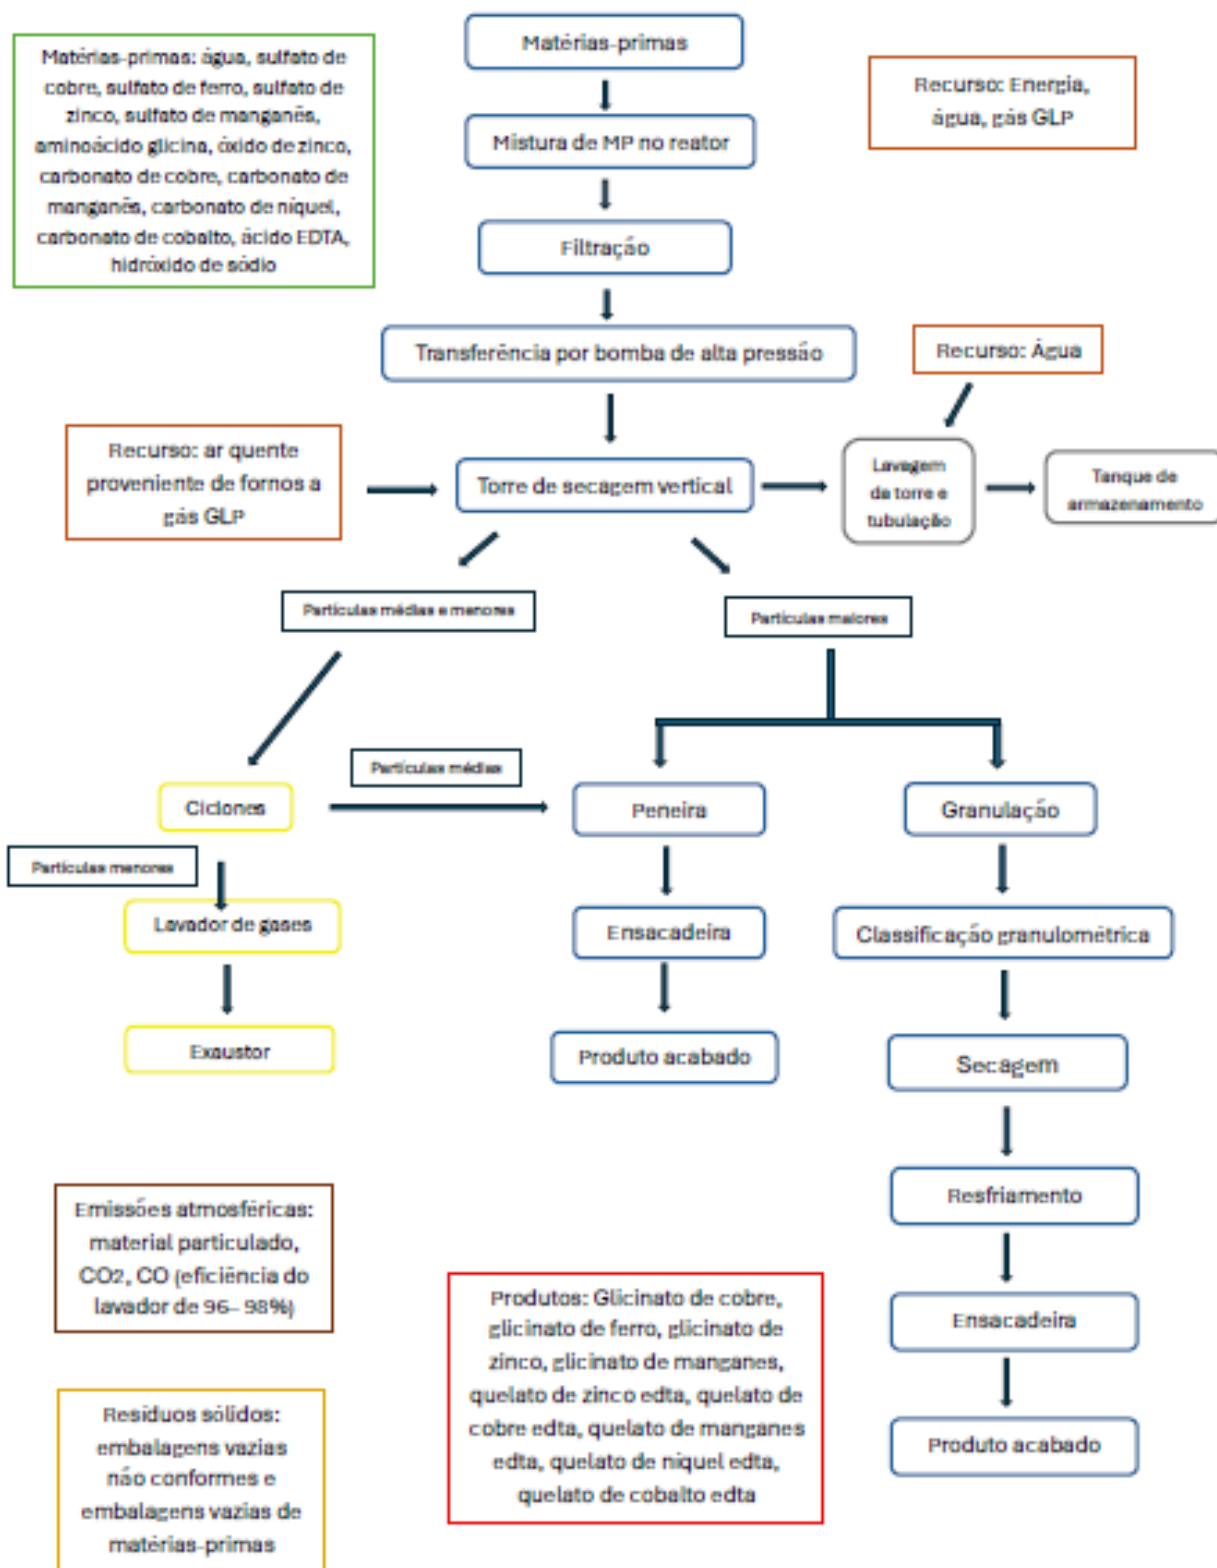 Matérias-primas
Matérias-primas: água, sulfato de
cobre, sulfato de ferro, sulfato de
zinco, sulfato de manganês,
aminoácido glicina, óxido de zinco,
carbonato de cobre, carbonato de
manganês, carbonato de níquel,
carbonato de cobalto, ácido EDTA,
hidróxido de sódio
Recurso: Energia,
água, gás GLP
Mistura de MP no reator
Filtração
Transferência por bomba de alta pressão
Recurso: Água
Recurso: ar quente
proveniente de fornos a
gás GLP
Torre de secagem vertical
Lavagem
da torre e
tubulação
Tanque de
armazenamento
Partículas médias e menores
Partículas maiores
Partículas médias
Ciclones
Peneira
Granulação
Partículas menores
Lavador de gases
Ensacadeira
Classificação granulométrica
Exaustor
Produto acabado
Secagem
Resfriamento
Emissões atmosféricas:
material particulado,
CO2, CO (eficiência do
lavador de 96– 98%)
Produtos: Glicinato de cobre,
glicinato de ferro, glicinato de
zinco, glicinato de manganes,
quelato de zinco edta, quelato de
cobre edta, quelato de manganes
edta, quelato de níquel edta,
quelato de cobalto edta
Ensacadeira
Resíduos sólidos:
embalagens vazias
não conformes e
embalagens vazias de
matérias-primas
Produto acabado